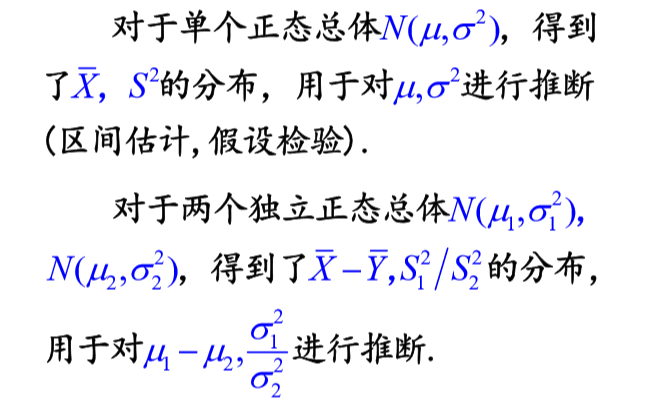 对于单个正态总体N(μ,σ²)，得到
了X̄，S²的分布，用于对μ,σ²进行推断
(区间估计,假设检验).
对于两个独立正态总体N(μ₁,σ₁²),
N(μ₂,σ₂²)，得到了X̄−Ȳ,S₁²/S₂²的分布，
用于对μ₁−μ₂,σ₁²/σ₂²进行推断.